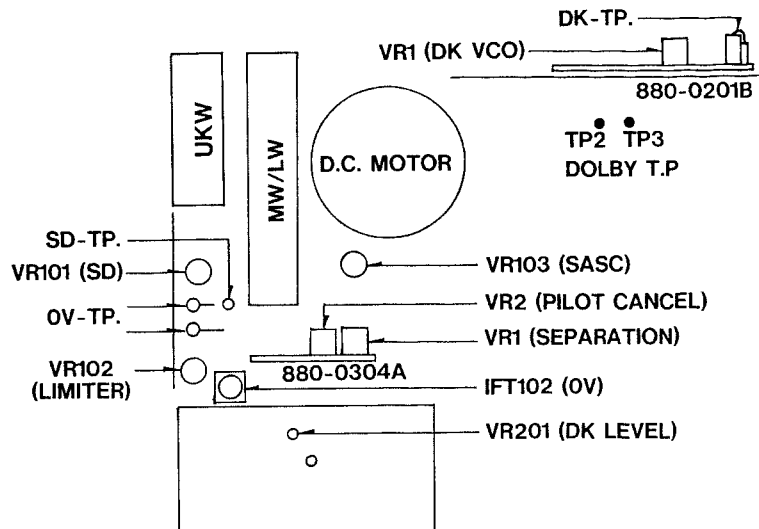 DK-TP.
VR1 (DK VCO)
880-0201B
UKW
MW/LW
D.C. MOTOR
TP2 TP3
DOLBY T.P
SD-TP.
VR101 (SD)
VR103 (SASC)
0V-TP.
VR2 (PILOT CANCEL)
VR1 (SEPARATION)
VR102
(LIMITER)
880-0304A
IFT102 (0V)
VR201 (DK LEVEL)